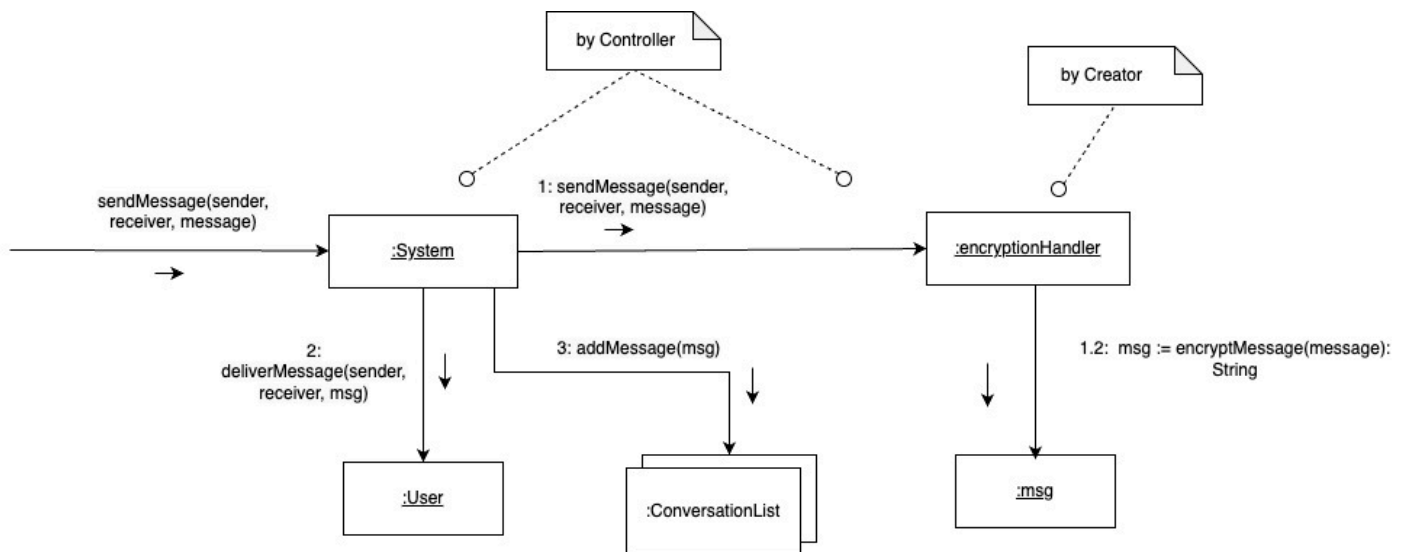 by Controller
by Creator
sendMessage(sender,
receiver, message)
1: sendMessage(sender,
receiver, message)
:System
:encryptionHandler
2:
deliverMessage(sender,
receiver, msg)
3: addMessage(msg)
1.2:  msg := encryptMessage(message):
String
:User
:ConversationList
:msg